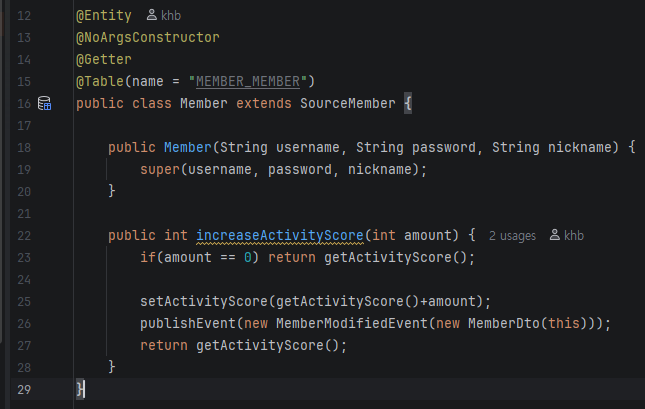 12 @Entity khb
13 @NoArgsConstructor
14 @Getter
15 @Table(name = "MEMBER_MEMBER")
16 public class Member extends SourceMember {
17
18 public Member(String username, String password, String nickname) {
19 super(username, password, nickname);
20 }
21
22 public int increaseActivityScore(int amount) { 2 usages khb
23 if(amount == 0) return getActivityScore();
24
25 setActivityScore(getActivityScore()+amount);
26 publishEvent(new MemberModifiedEvent(new MemberDto(this)));
27 return getActivityScore();
28 }
29 }